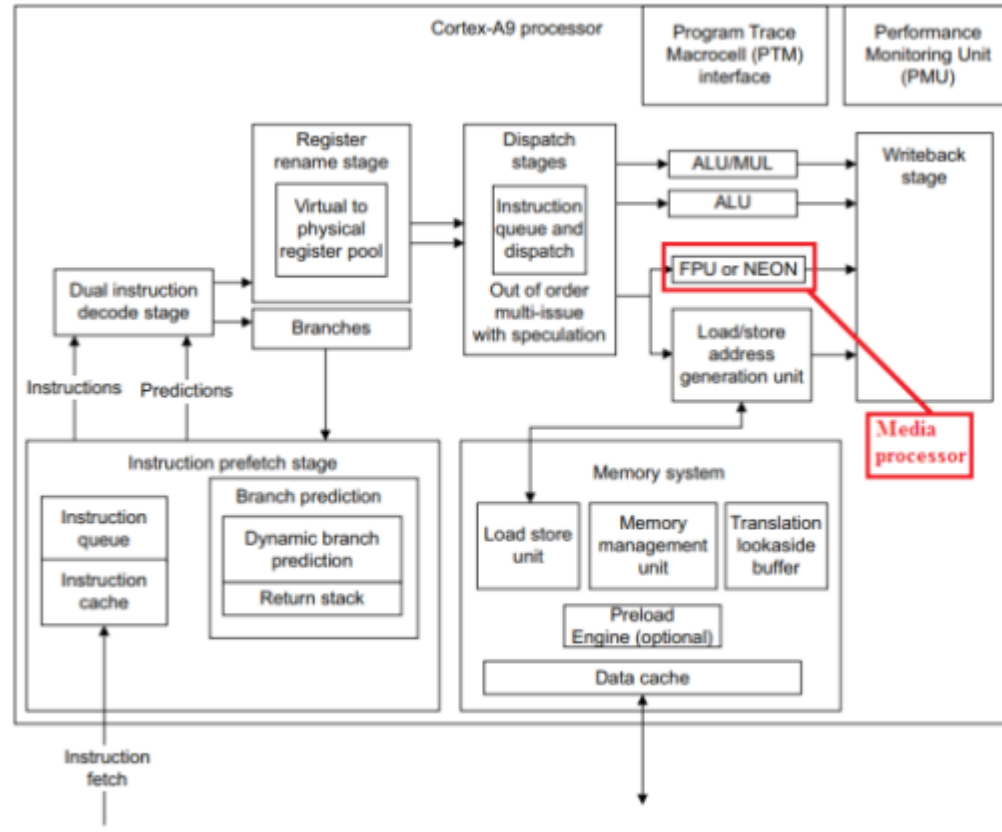 Cortex-A9 processor
Program Trace
Macrocell (PTM)
interface
Performance
Monitoring Unit
(PMU)
Register
rename stage
Virtual to
physical
register pool
Dispatch
stages
Instruction
queue and
dispatch
Out of order
multi-issue
with speculation
ALU/MUL
ALU
FPU or NEON
Load/store
address
generation unit
Writeback
stage
Dual instruction
decode stage
Branches
Instructions
Predictions
Media
processor
Instruction prefetch stage
Instruction
queue
Instruction
cache
Branch prediction
Dynamic branch
prediction
Return stack
Memory system
Load store
unit
Memory
management
unit
Translation
lookaside
buffer
Preload
Engine (optional)
Data cache
Instruction
fetch